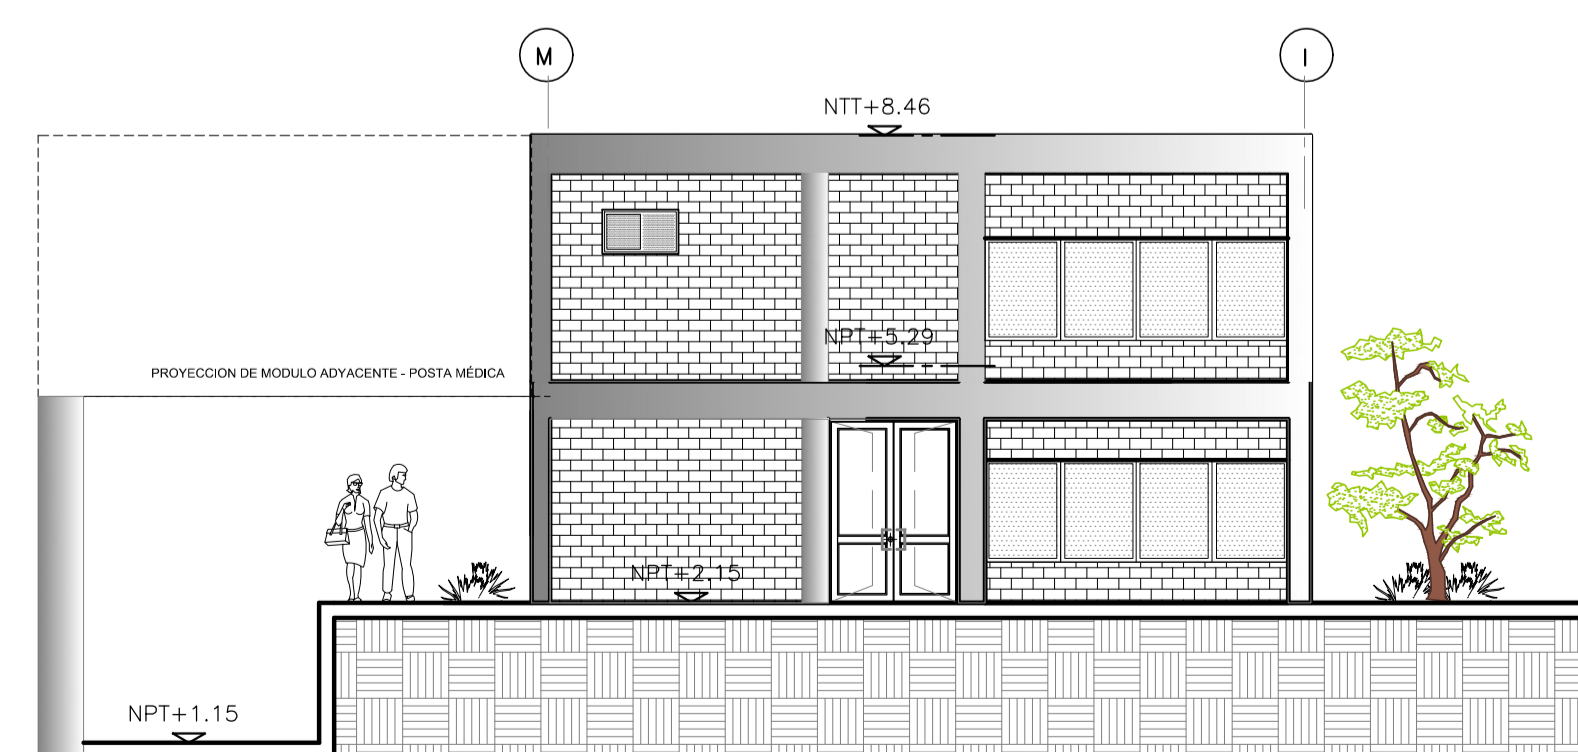 M
I
NTT+8.46
NPT+5.29
PROYECCION DE MODULO ADYACENTE - POSTA MÉDICA
NPT+2.15
NPT+1.15